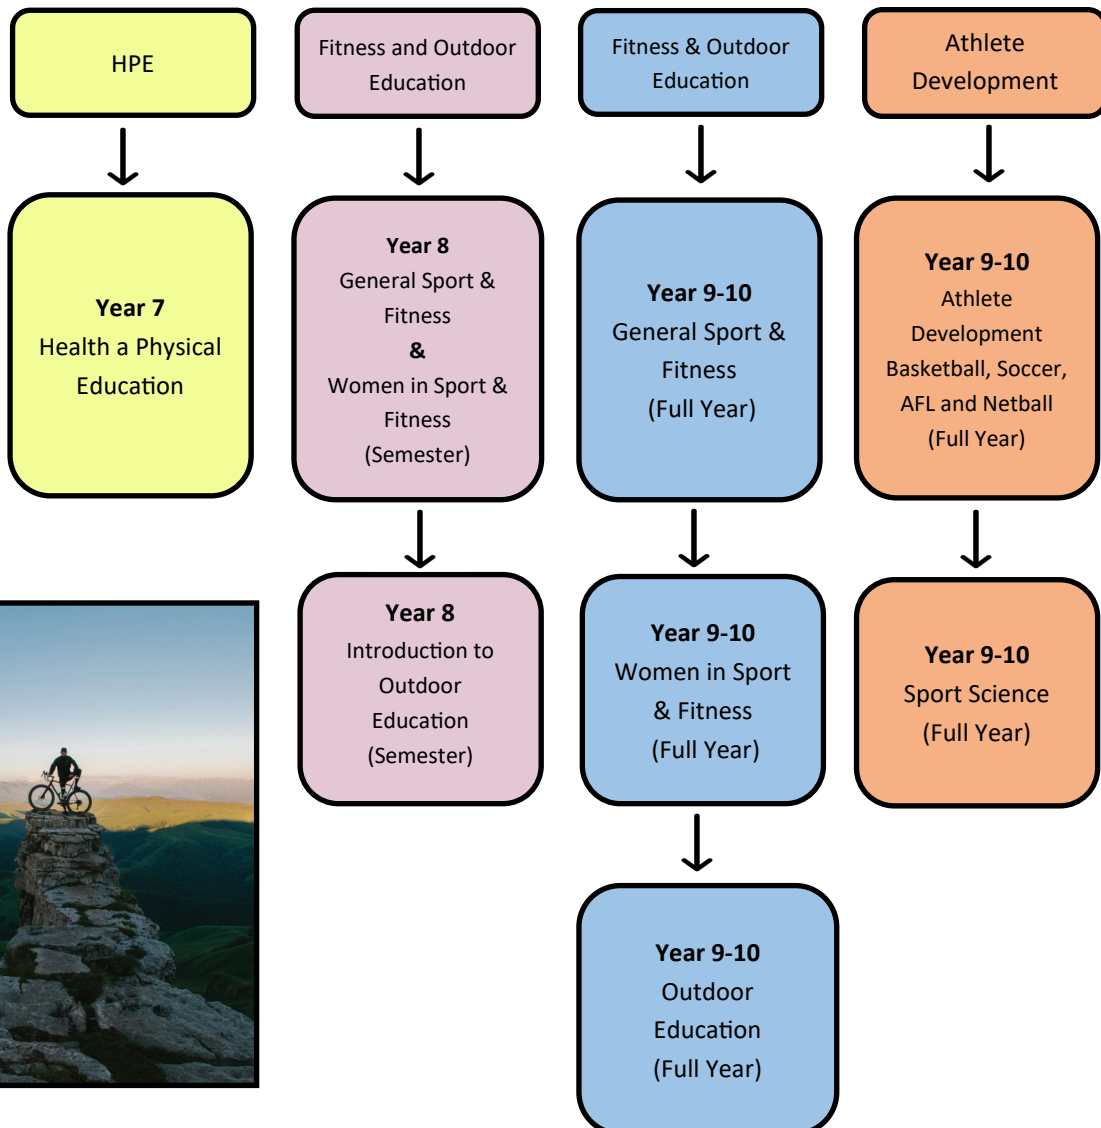 HPE
Fitness and Outdoor
Education
Fitness & Outdoor
Education
Athlete
Development
Year 7
Health a Physical
Education
Year 8
General Sport &
Fitness
&
Women in Sport &
Fitness
(Semester)
Year 9-10
General Sport &
Fitness
(Full Year)
Year 9-10
Athlete
Development
Basketball, Soccer,
AFL and Netball
(Full Year)
Year 8
Introduction to
Outdoor
Education
(Semester)
Year 9-10
Women in Sport
& Fitness
(Full Year)
Year 9-10
Sport Science
(Full Year)
Year 9-10
Outdoor
Education
(Full Year)